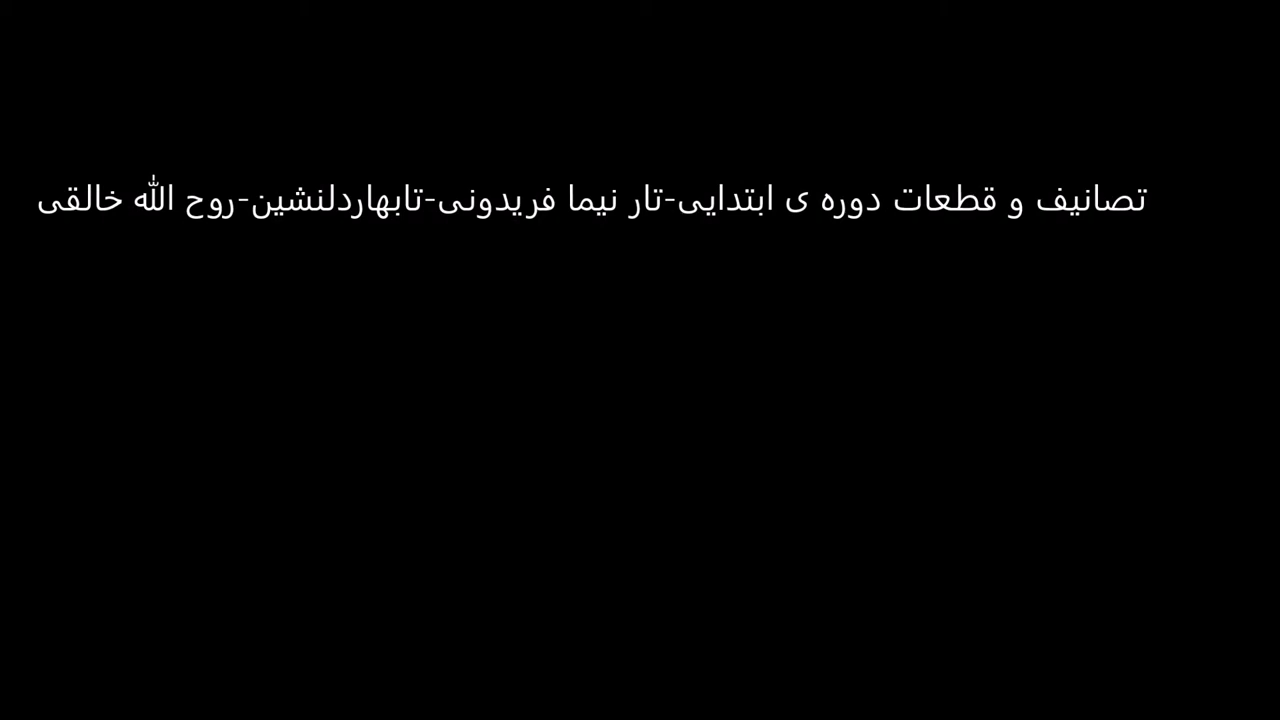 تصانیف و قطعات دوره ی ابتدایی-تار نیما فریدونی-تابهاردلنشین-روح الله خالقی